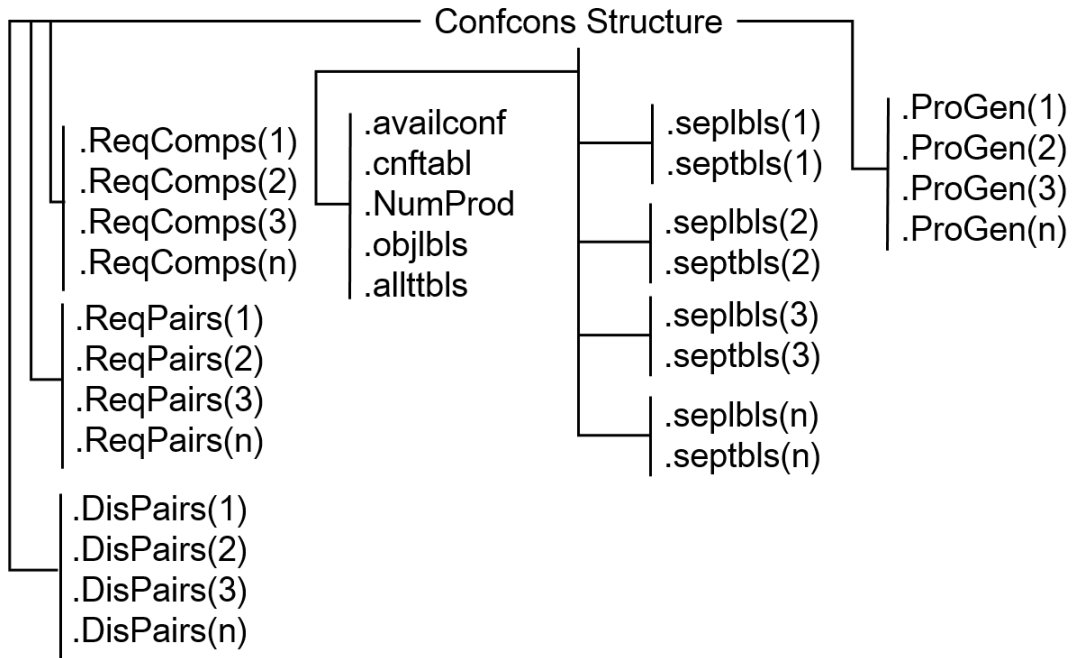 Confcons Structure
.ReqComps(1)
.ReqComps(2)
.ReqComps(3)
.ReqComps(n)
.ReqPairs(1)
.ReqPairs(2)
.ReqPairs(3)
.ReqPairs(n)
.DisPairs(1)
.DisPairs(2)
.DisPairs(3)
.DisPairs(n)
.availconf
.cnftabl
.NumProd
.objlbls
.allttbls
.seplbls(1)
.septbls(1)
.seplbls(2)
.septbls(2)
.seplbls(3)
.septbls(3)
.seplbls(n)
.septbls(n)
.ProGen(1)
.ProGen(2)
.ProGen(3)
.ProGen(n)